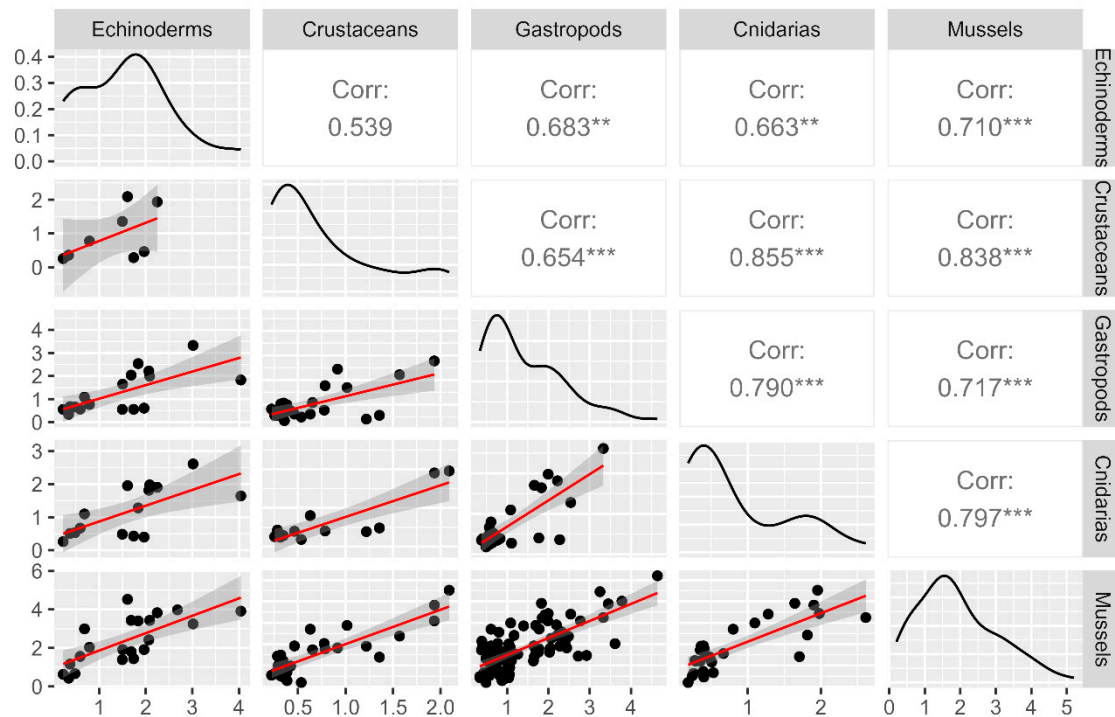 Echinoderms Crustaceans Gastropods Cnidarias Mussels
0.4
0.3
0.2
0.1
0.0
Corr:
0.539
Corr:
0.683**
Corr:
0.663**
Corr:
0.710***
Echinoderms
2
1
0
Corr:
0.654***
Corr:
0.855***
Corr:
0.838***
Crustaceans
4
3
2
1
0
Corr:
0.790***
Corr:
0.717***
Gastropods
3
2
1
0
Corr:
0.797***
Cnidarias
6
4
2
0
Mussels
1 2 3 4 0.5 1.0 1.5 2.0 1 2 3 4 1 2 0 1 2 3 4 5